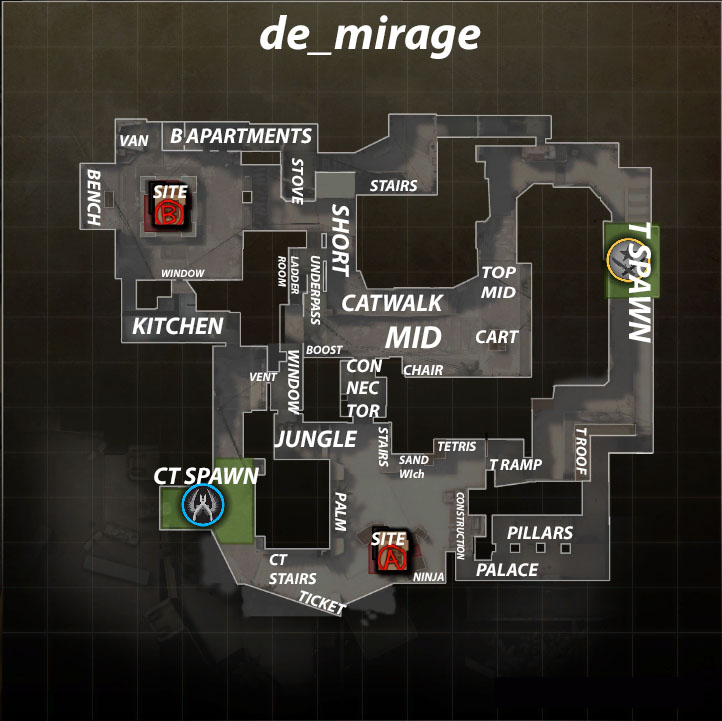 de_mirage
VAN
B APARTMENTS
BENCH
SITE
B
STOVE
STAIRS
SHORT
T SPAWN
WINDOW
LADDER
ROOM
UNDERPASS
TOP
MID
CATWALK
KITCHEN
MID
CART
BOOST
WINDOW
VENT
CON
NEC
TOR
CHAIR
JUNGLE
STAIRS
TETRIS
SAND
WIch
T RAMP
T ROOF
CT SPAWN
PALM
CONSTRUCTION
PILLARS
SITE
A
CT
STAIRS
NINJA
PALACE
TICKET